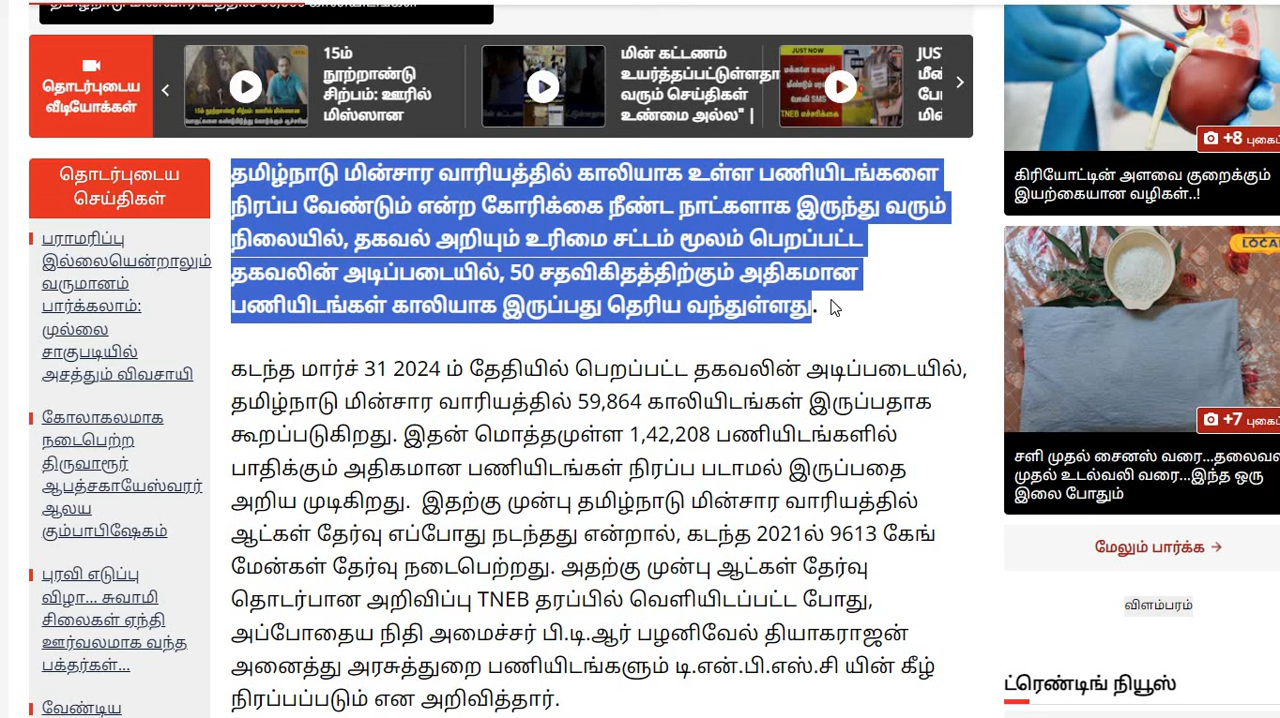 தொடர்புடைய
வீடியோக்கள்
15ம்
நூற்றாண்டு
சிற்பம்: ஊரில்
மிஸ்ஸான
மின் கட்டணம்
உயர்த்தப்பட்டுள்ளதா
வரும் செய்திகள்
உண்மை அல்ல" |
JUST NOW
தொடர்புடைய
செய்திகள்
பராமரிப்பு
இல்லையென்றாலும்
வருமானம்
பார்க்கலாம்:
முல்லை
சாகுபடியில்
அசத்தும் விவசாயி
கோலாகலமாக
நடைபெற்ற
திருவாரூர்
ஆபத்சகாயேஸ்வரர்
ஆலய
கும்பாபிஷேகம்
புரவி எடுப்பு
விழா... சுவாமி
சிலைகள் ஏந்தி
ஊர்வலமாக வந்த
பக்தர்கள்...
வேண்டிய
தமிழ்நாடு மின்சார வாரியத்தில் காலியாக உள்ள பணியிடங்களை
நிரப்ப வேண்டும் என்ற கோரிக்கை நீண்ட நாட்களாக இருந்து வரும்
நிலையில், தகவல் அறியும் உரிமை சட்டம் மூலம் பெறப்பட்ட
தகவலின் அடிப்படையில், 50 சதவிகிதத்திற்கும் அதிகமான
பணியிடங்கள் காலியாக இருப்பது தெரிய வந்துள்ளது.
கடந்த மார்ச் 31 2024 ம் தேதியில் பெறப்பட்ட தகவலின் அடிப்படையில்,
தமிழ்நாடு மின்சார வாரியத்தில் 59,864 காலியிடங்கள் இருப்பதாக
கூறப்படுகிறது. இதன் மொத்தமுள்ள 1,42,208 பணியிடங்களில்
பாதிக்கும் அதிகமான பணியிடங்கள் நிரப்ப படாமல் இருப்பதை
அறிய முடிகிறது. இதற்கு முன்பு தமிழ்நாடு மின்சார வாரியத்தில்
ஆட்கள் தேர்வு எப்போது நடந்தது என்றால், கடந்த 2021ல் 9613 கேங்
மேன்கள் தேர்வு நடைபெற்றது. அதற்கு முன்பு ஆட்கள் தேர்வு
தொடர்பான அறிவிப்பு TNEB தரப்பில் வெளியிடப்பட்ட போது,
அப்போதைய நிதி அமைச்சர் பி.டி.ஆர் பழனிவேல் தியாகராஜன்
அனைத்து அரசுத்துறை பணியிடங்களும் டி.என்.பி.எஸ்.சி யின் கீழ்
நிரப்பப்படும் என அறிவித்தார்.
+8
கிரியோட்டின் அளவை குறைக்கும்
இயற்கையான வழிகள்..!
LOCAL
+7
சளி முதல் சைனஸ் வரை...தலைவலி
முதல் உடல்வலி வரை...இந்த ஒரு
இலை போதும்
மேலும் பார்க்க →
விளம்பரம்
ட்ரெண்டிங் நியூஸ்